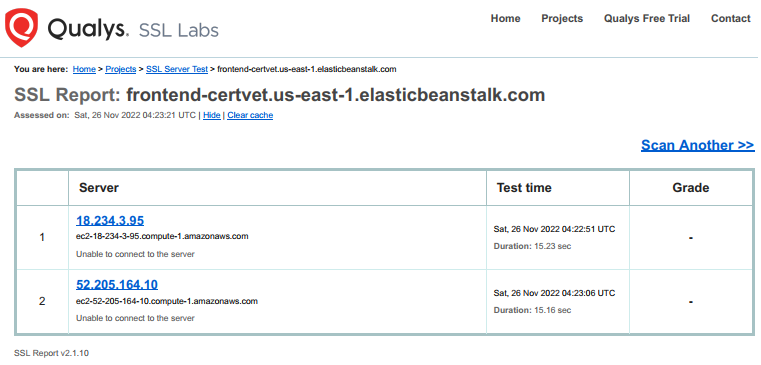 Qualys. SSL Labs
Home Projects Qualys Free Trial Contact
You are here: Home > Projects > SSL Server Test > frontend-certvet.us-east-1.elasticbeanstalk.com
SSL Report: frontend-certvet.us-east-1.elasticbeanstalk.com
Assessed on: Sat, 26 Nov 2022 04:23:21 UTC | Hide | Clear cache
Scan Another >>
Server Test time Grade
1 18.234.3.95 Sat, 26 Nov 2022 04:22:51 UTC -
ec2-18-234-3-95.compute-1.amazonaws.com Duration: 15.23 sec
Unable to connect to the server
2 52.205.164.10 Sat, 26 Nov 2022 04:23:06 UTC -
ec2-52-205-164-10.compute-1.amazonaws.com Duration: 15.16 sec
Unable to connect to the server
SSL Report v2.1.10